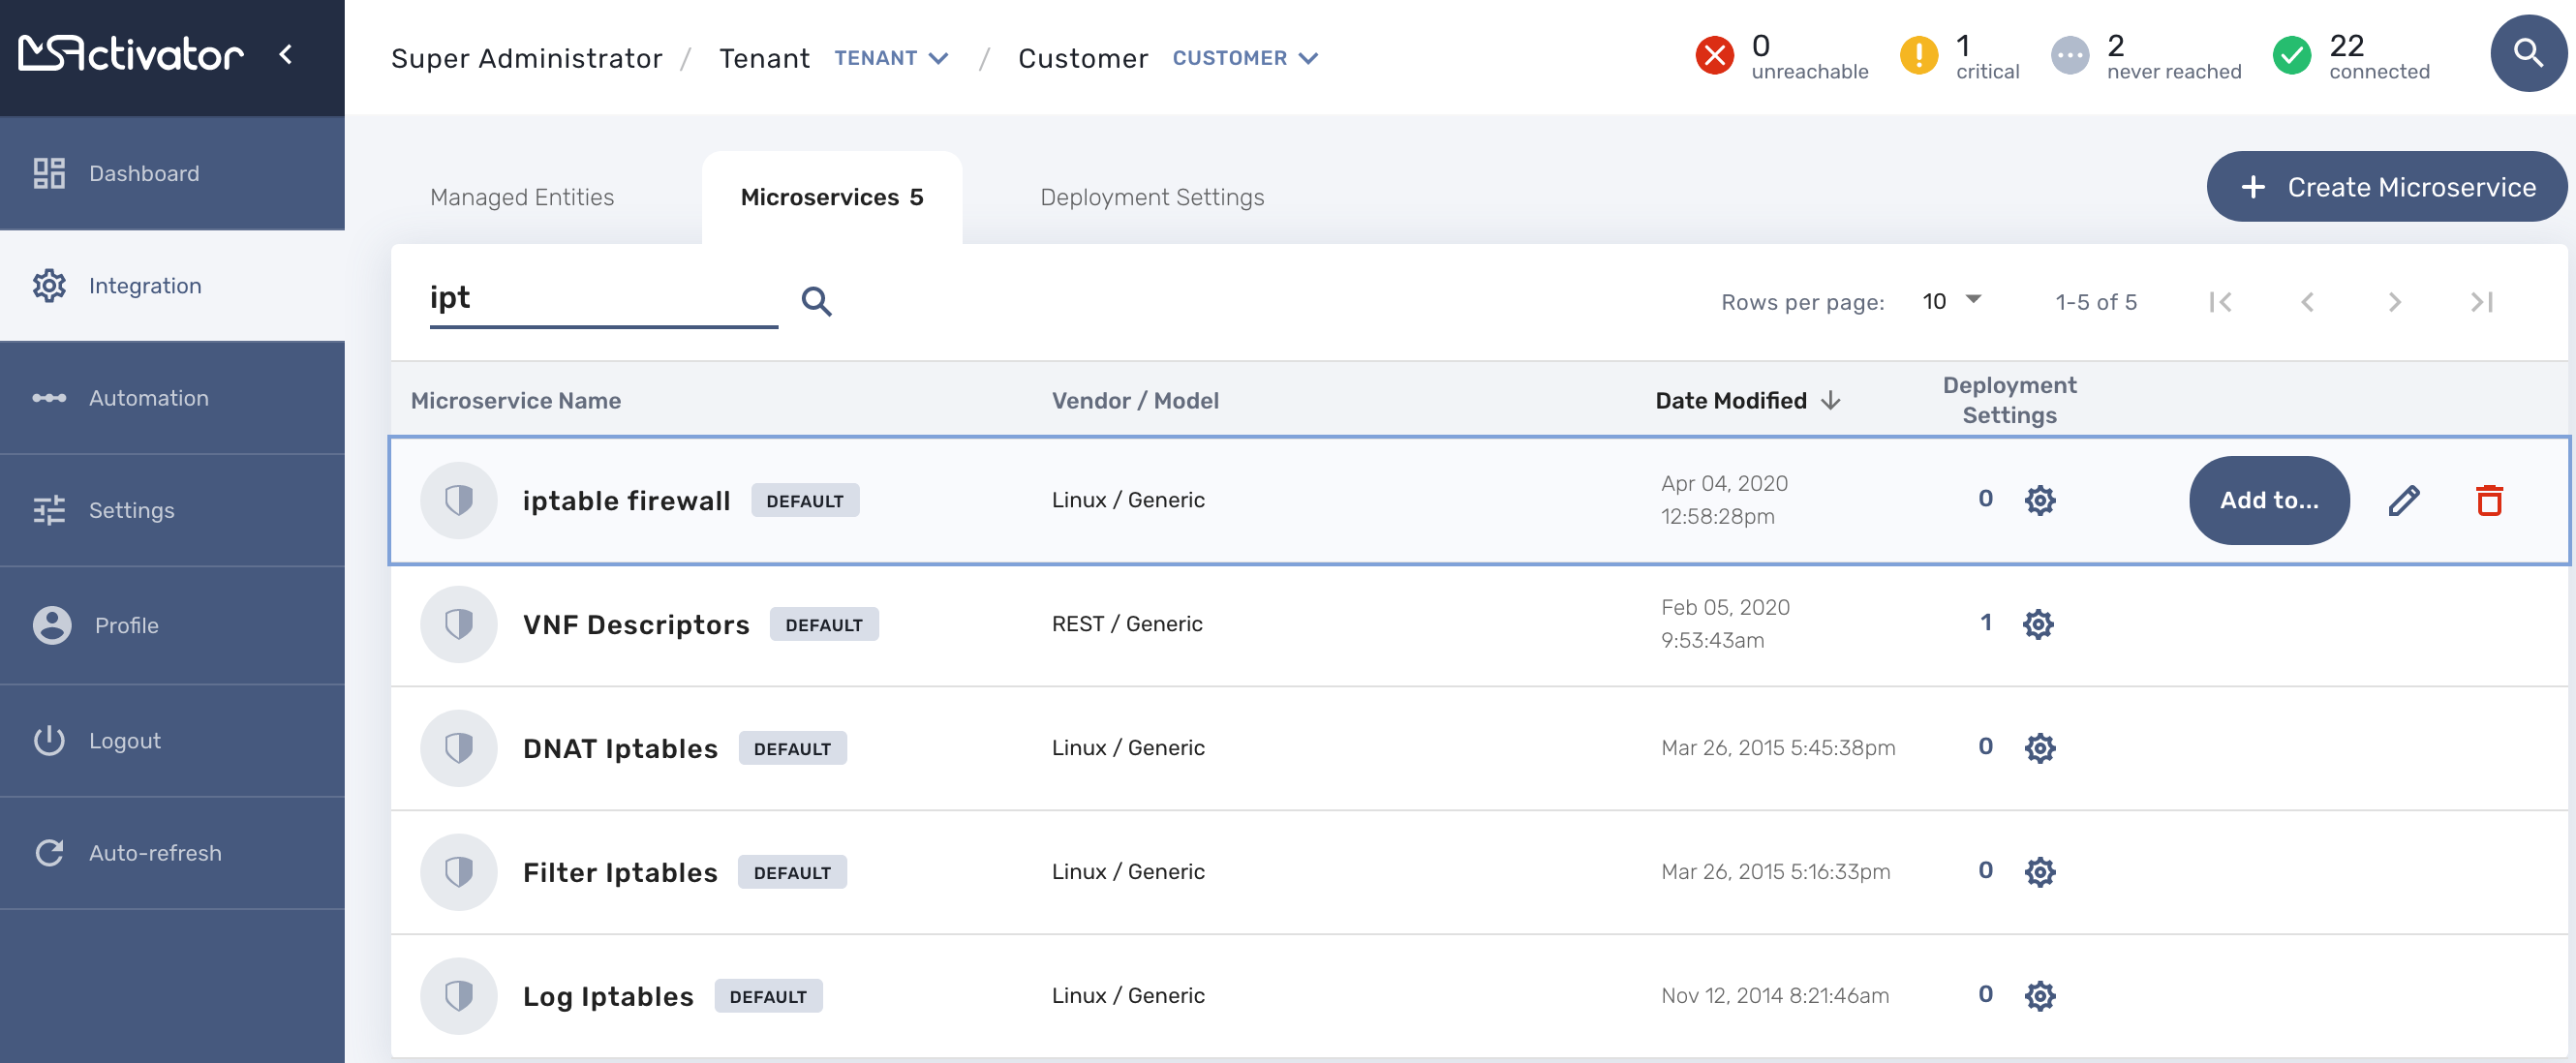 MSActivator
Super Administrator / Tenant TENANT / Customer CUSTOMER
0 unreachable
1 critical
2 never reached
22 connected
Dashboard
Integration
Automation
Settings
Profile
Logout
Auto-refresh
Managed Entities
Microservices 5
Deployment Settings
+ Create Microservice
ipt
Rows per page: 10
1-5 of 5
Microservice Name
Vendor / Model
Date Modified
Deployment
Settings
iptable firewall DEFAULT
Linux / Generic
Apr 04, 2020
12:58:28pm
0
Add to...
VNF Descriptors DEFAULT
REST / Generic
Feb 05, 2020
9:53:43am
1
DNAT Iptables DEFAULT
Linux / Generic
Mar 26, 2015 5:45:38pm
0
Filter Iptables DEFAULT
Linux / Generic
Mar 26, 2015 5:16:33pm
0
Log Iptables DEFAULT
Linux / Generic
Nov 12, 2014 8:21:46am
0